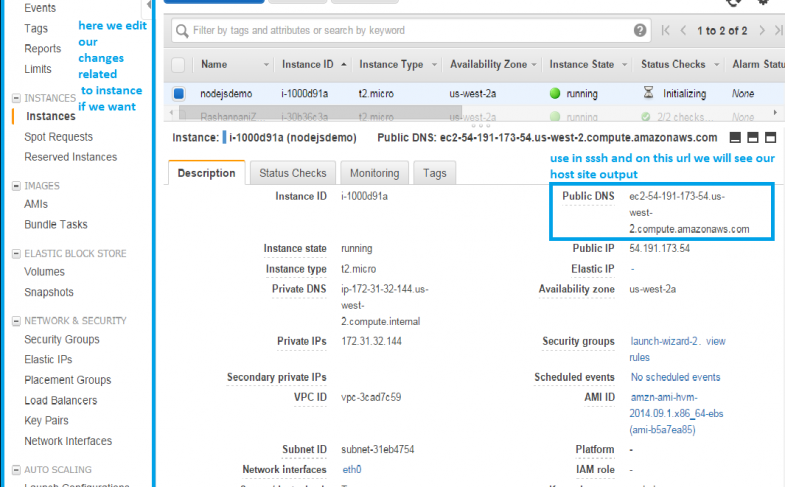 Events
Tags
Reports
Limits
here we edit
our
changes
related
to instance
if we want
INSTANCES
Instances
Spot Requests
Reserved Instances
IMAGES
AMIs
Bundle Tasks
ELASTIC BLOCK STORE
Volumes
Snapshots
NETWORK & SECURITY
Security Groups
Elastic IPs
Placement Groups
Load Balancers
Key Pairs
Network Interfaces
AUTO SCALING
Launch Configurations
Filter by tags and attributes or search by keyword
1 to 2 of 2
Name Instance ID Instance Type Availability Zone Instance State Status Checks Alarm Statu
nodejsdemo i-1000d91a t2.micro us-west-2a running Initializing None
t2.micro us-west-2a running 2/2 checks None
Instance: i-1000d91a (nodejsdemo) Public DNS: ec2-54-191-173-54.us-west-2.compute.amazonaws.com
use in sssh and on this url we will see our
host site output
Description Status Checks Monitoring Tags
Instance ID i-1000d91a
Public DNS ec2-54-191-173-54.us-
west-
2.compute.amazonaws.com
Instance state running
Public IP 54.191.173.54
Instance type t2.micro
Elastic IP -
Private DNS ip-172-31-32-144.us-
west-
2.compute.internal
Availability zone us-west-2a
Private IPs 172.31.32.144
Security groups launch-wizard-2. view
rules
Secondary private IPs
Scheduled events No scheduled events
VPC ID vpc-3cad7c59
AMI ID amzn-ami-hvm-
2014.09.1.x86_64-ebs
(ami-b5a7ea85)
Subnet ID subnet-31eb4754
Platform -
Network interfaces eth0
IAM role -